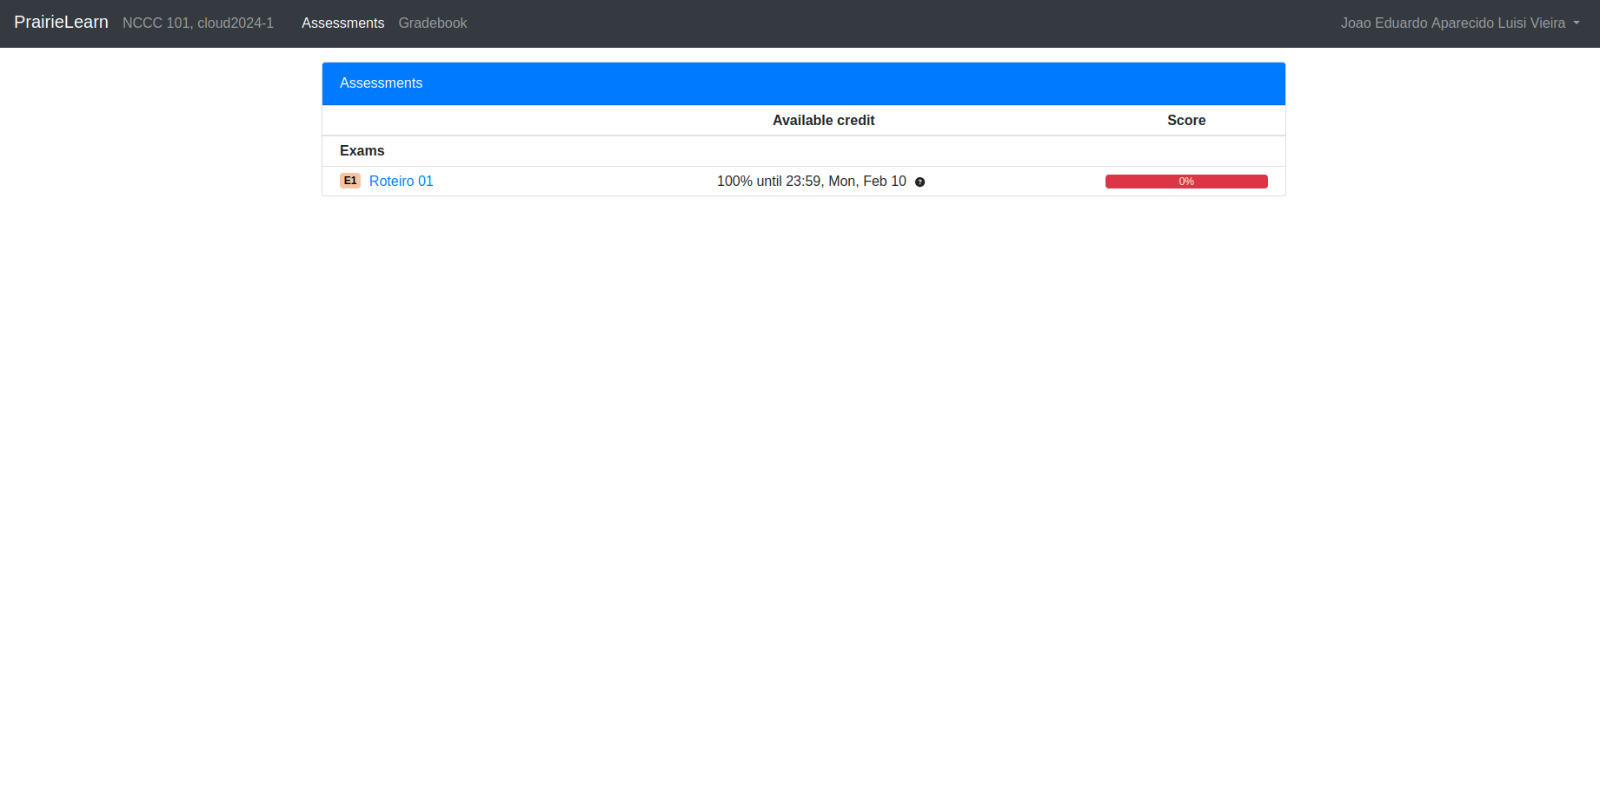 PrairieLearn NCCC 101, cloud2024-1 Assessments Gradebook Joao Eduardo Aparecido Luisi Vieira
Assessments
Available credit Score
Exams
E1 Roteiro 01 100% until 23:59, Mon, Feb 10 ? 0%